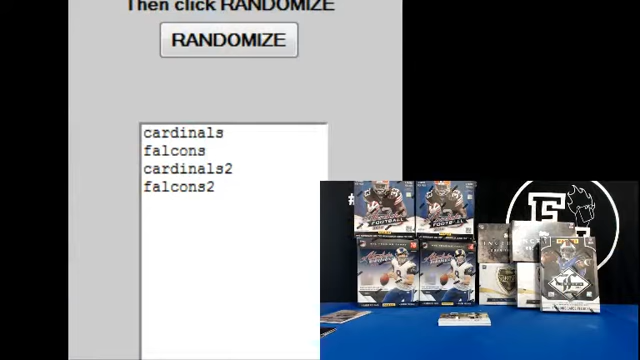 Then click RANDOMIZE
RANDOMIZE
cardinals
falcons
cardinals2
falcons2